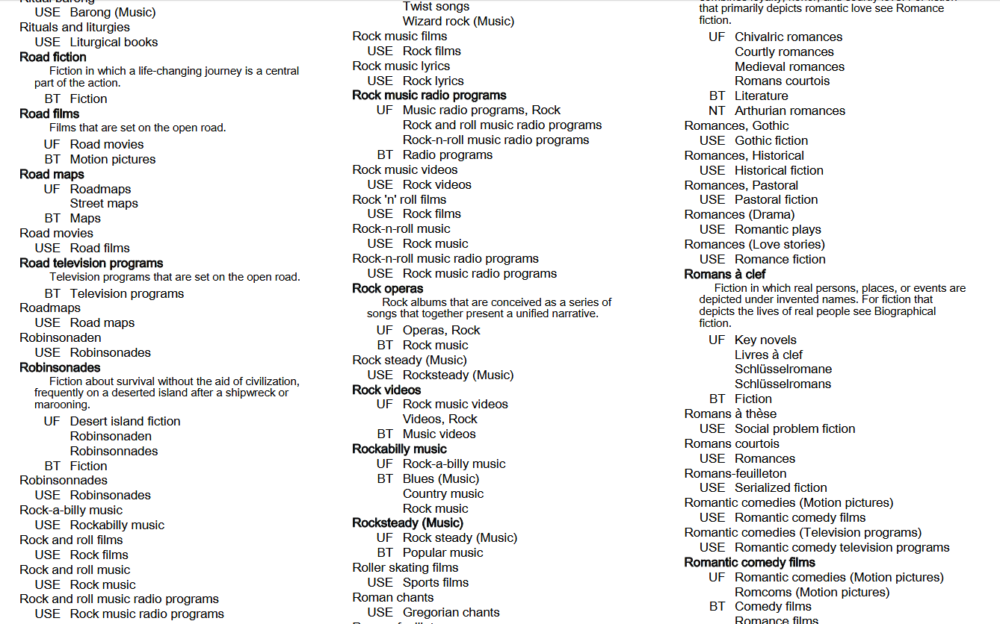 Ritual barong
USE Barong (Music)
Rituals and liturgies
USE Liturgical books
Road fiction
Fiction in which a life-changing journey is a central
part of the action.
BT Fiction
Road films
Films that are set on the open road.
UF Road movies
BT Motion pictures
Road maps
UF Roadmaps
Street maps
BT Maps
Road movies
USE Road films
Road television programs
Television programs that are set on the open road.
BT Television programs
Roadmaps
USE Road maps
Robinsonaden
USE Robinsonades
Robinsonades
Fiction about survival without the aid of civilization,
frequently on a deserted island after a shipwreck or
marooning.
UF Desert island fiction
Robinsonaden
Robinsonnades
BT Fiction
Robinsonnades
USE Robinsonades
Rock-a-billy music
USE Rockabilly music
Rock and roll films
USE Rock films
Rock and roll music
USE Rock music
Rock and roll music radio programs
USE Rock music radio programs
Twist songs
Wizard rock (Music)
Rock music films
USE Rock films
Rock music lyrics
USE Rock lyrics
Rock music radio programs
UF Music radio programs, Rock
Rock and roll music radio programs
Rock-n-roll music radio programs
BT Radio programs
Rock music videos
USE Rock videos
Rock 'n' roll films
USE Rock films
Rock-n-roll music
USE Rock music
Rock-n-roll music radio programs
USE Rock music radio programs
Rock operas
Rock albums that are conceived as a series of
songs that together present a unified narrative.
UF Operas, Rock
BT Rock music
Rock steady (Music)
USE Rocksteady (Music)
Rock videos
UF Rock music videos
Videos, Rock
BT Music videos
Rockabilly music
UF Rock-a-billy music
BT Blues (Music)
Country music
Rock music
Rocksteady (Music)
UF Rock steady (Music)
BT Popular music
Roller skating films
USE Sports films
Roman chants
USE Gregorian chants
that primarily depicts romantic love see Romance
fiction.
UF Chivalric romances
Courtly romances
Medieval romances
Romans courtois
BT Literature
NT Arthurian romances
Romances, Gothic
USE Gothic fiction
Romances, Historical
USE Historical fiction
Romances, Pastoral
USE Pastoral fiction
Romances (Drama)
USE Romantic plays
Romances (Love stories)
USE Romance fiction
Romans à clef
Fiction in which real persons, places, or events are
depicted under invented names. For fiction that
depicts the lives of real people see Biographical
fiction.
UF Key novels
Livres à clef
Schlüsselromane
Schlüsselromans
BT Fiction
Romans à thèse
USE Social problem fiction
Romans courtois
USE Romances
Romans-feuilleton
USE Serialized fiction
Romantic comedies (Motion pictures)
USE Romantic comedy films
Romantic comedies (Television programs)
USE Romantic comedy television programs
Romantic comedy films
UF Romantic comedies (Motion pictures)
Romcoms (Motion pictures)
BT Comedy films
Romance films